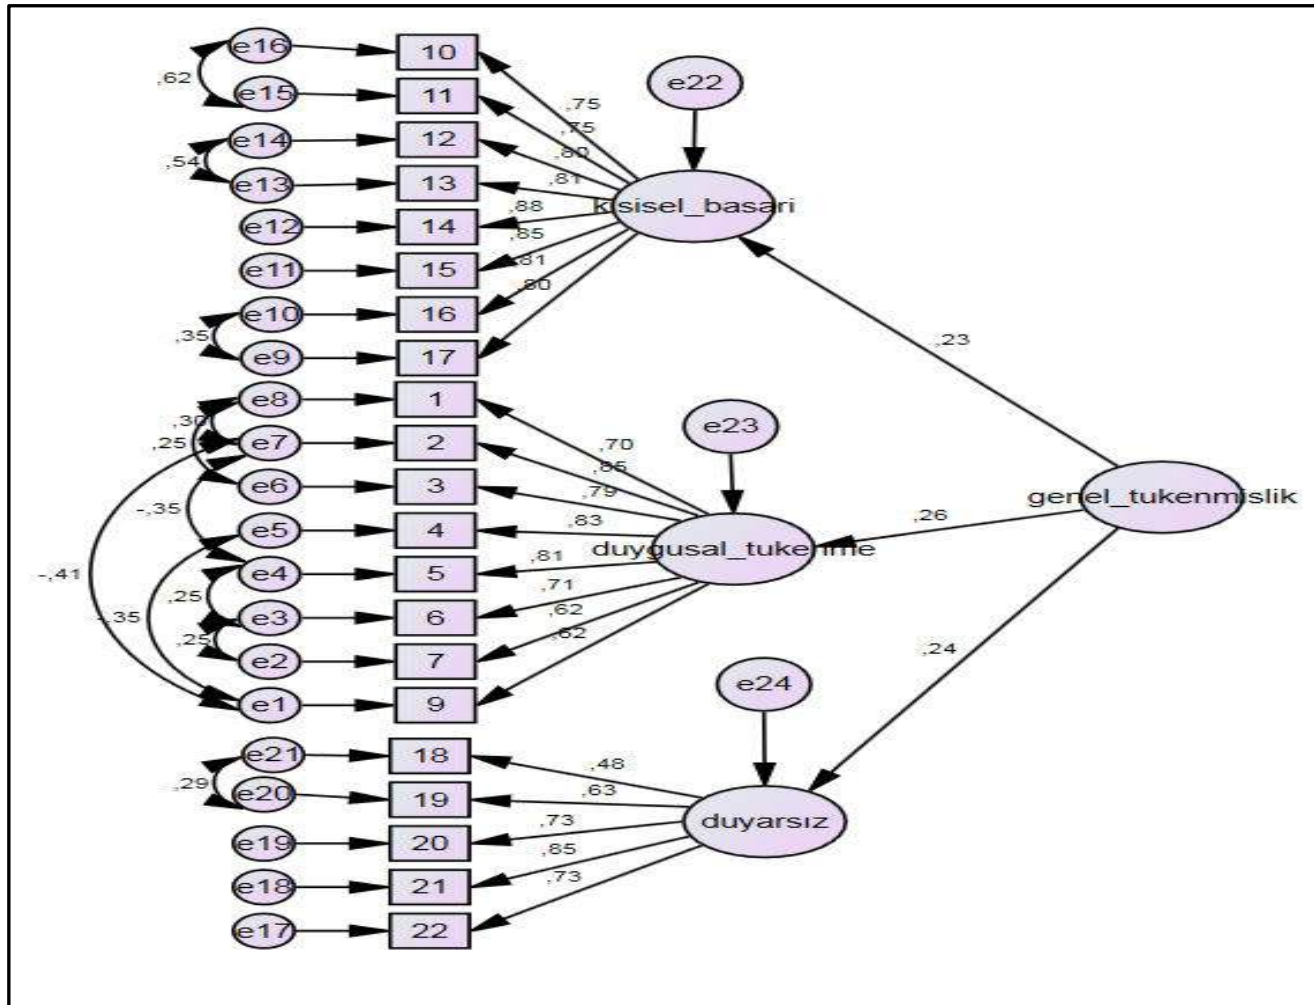 e16
10
,62
e15
11
e14
12
,54
e13
13
e12
14
e11
15
e10
16
,35
e9
17
e8
1
,30
,25
e7
2
e6
3
-,35
e5
4
e4
5
-,41
,25
-,35
e3
6
,25
e2
7
e1
9
e21
18
,29
e20
19
e19
20
e18
21
e17
22
,75
,75
,80
,81
,88
,85
,81
,80
e22
kisisel_basari
,23
,70
,85
,79
,83
,81
,71
,62
,62
e23
duygusal_tukenme
,26
genel_tukenmislik
,24
,48
,63
,73
,85
,73
e24
duyarsız